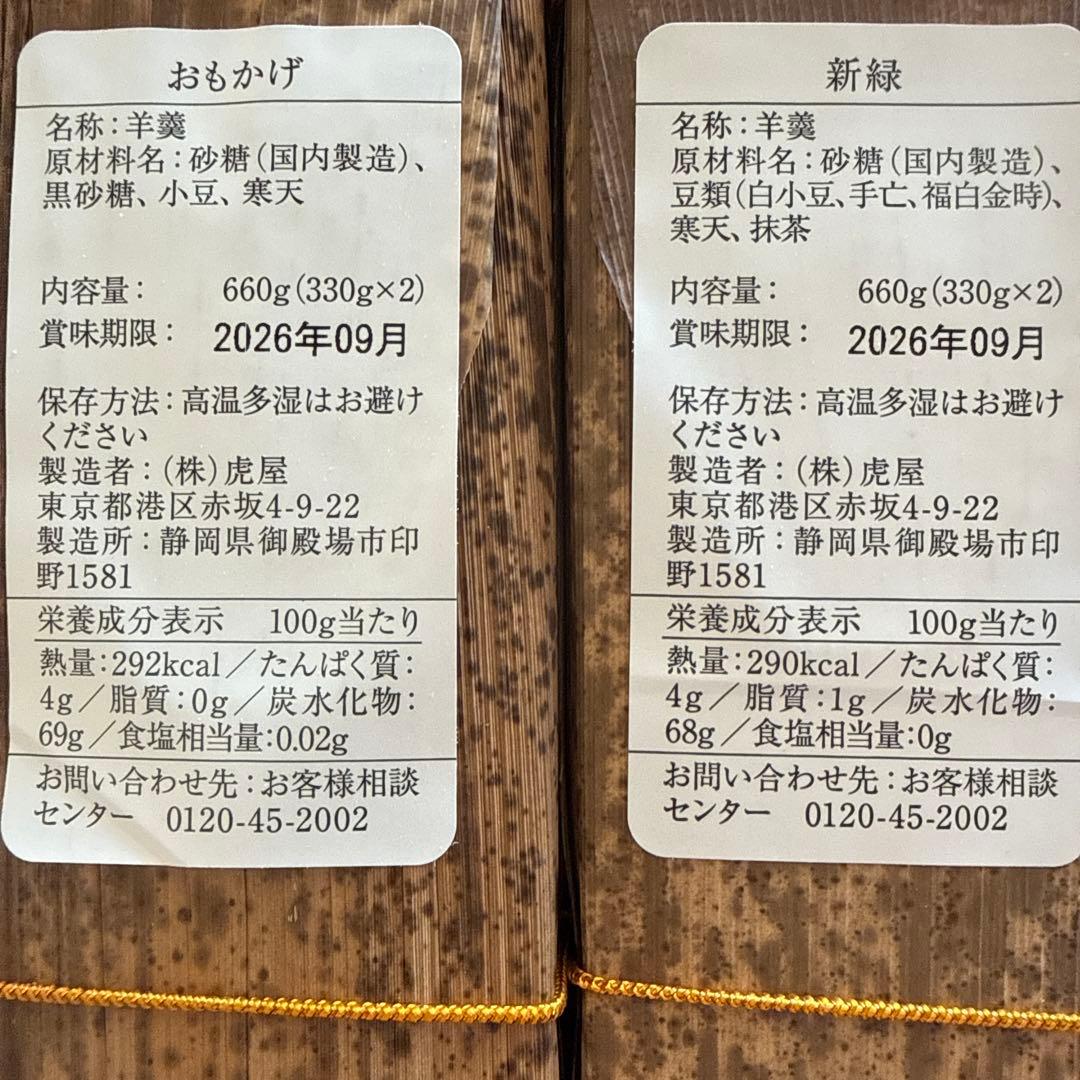 おもかげ
名称：羊羹
原材料名：砂糖（国内製造）、
黒砂糖、小豆、寒天
内容量： 660g（330g×2）
賞味期限： 2026年09月
保存方法：高温多湿はお避け
ください
製造者：（株）虎屋
東京都港区赤坂4-9-22
製造所：静岡県御殿場市印
野1581
栄養成分表示 100g当たり
熱量：292kcal／たんぱく質：
4g／脂質：0g／炭水化物：
69g／食塩相当量：0.02g
お問い合わせ先：お客様相談
センター 0120-45-2002
新緑
名称：羊羹
原材料名：砂糖（国内製造）、
豆類（白小豆、手亡、福白金時）、
寒天、抹茶
内容量： 660g（330g×2）
賞味期限： 2026年09月
保存方法：高温多湿はお避け
ください
製造者：（株）虎屋
東京都港区赤坂4-9-22
製造所：静岡県御殿場市印
野1581
栄養成分表示 100g当たり
熱量：290kcal／たんぱく質：
4g／脂質：1g／炭水化物：
68g／食塩相当量：0g
お問い合わせ先：お客様相談
センター 0120-45-2002